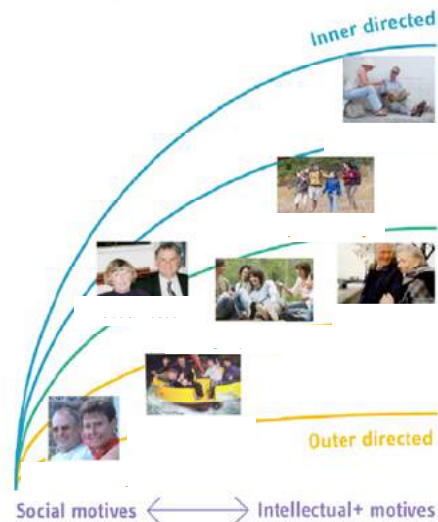 Inner directed
Outer directed
Social motives
Intellectual+ motives